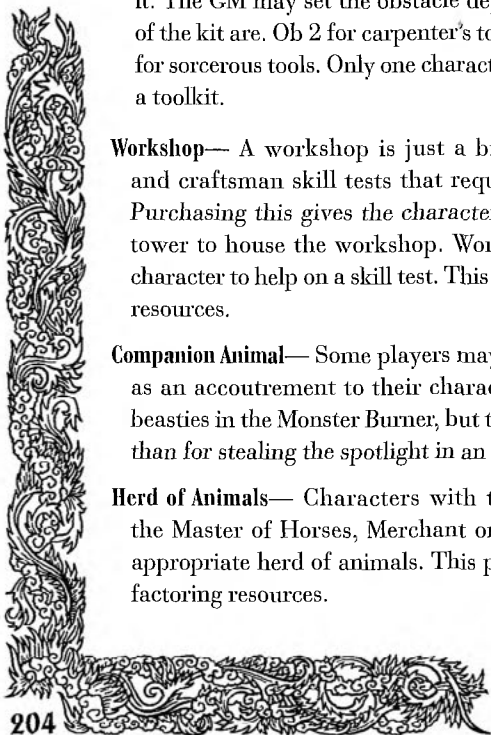 it. The GM may set the obstacle de
of the kit are. Ob 2 for carpenter's to
for sorcerous tools. Only one charact
a toolkit.
Workshop— A workshop is just a b
and craftsman skill tests that requ
Purchasing this gives the characte
tower to house the workshop. Wor
character to help on a skill test. This
resources.
Companion Animal— Some players may
as an accoutrement to their charac
beasties in the Monster Burner, but t
than for stealing the spotlight in an
Herd of Animals— Characters with t
the Master of Horses, Merchant or
appropriate herd of animals. This p
factoring resources.
204